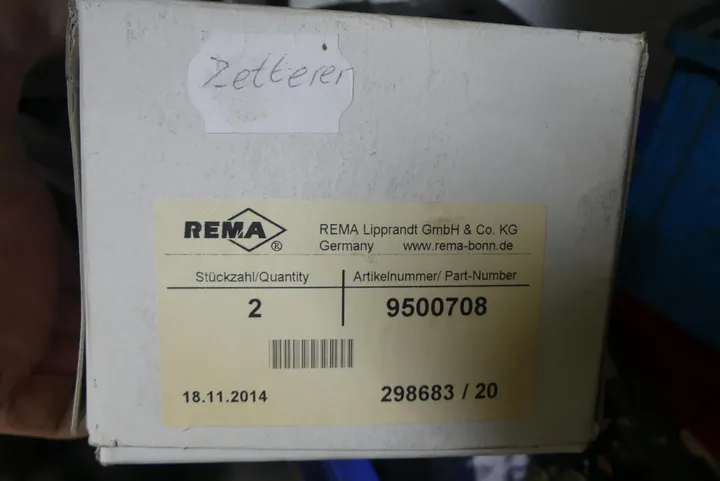 Zetterer
REMA®
REMA Lipprandt GmbH & Co. KG
Germany www.rema-bonn.de
Stückzahl/Quantity Artikelnummer/ Part-Number
2 9500708
18.11.2014 298683 / 20